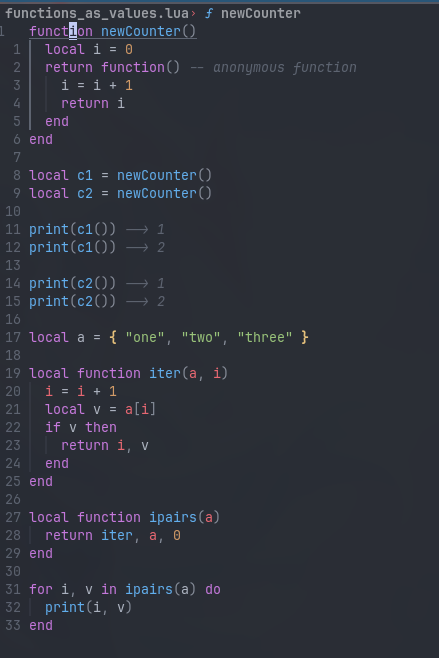 functions_as_values.lua› ƒ newCounter
1 function newCounter()
1 local i = 0
2 return function() -- anonymous function
3 i = i + 1
4 return i
5 end
6 end
7
8 local c1 = newCounter()
9 local c2 = newCounter()
10
11 print(c1()) --> 1
12 print(c1()) --> 2
13
14 print(c2()) --> 1
15 print(c2()) --> 2
16
17 local a = { "one", "two", "three" }
18
19 local function iter(a, i)
20 i = i + 1
21 local v = a[i]
22 if v then
23 return i, v
24 end
25 end
26
27 local function ipairs(a)
28 return iter, a, 0
29 end
30
31 for i, v in ipairs(a) do
32 print(i, v)
33 end